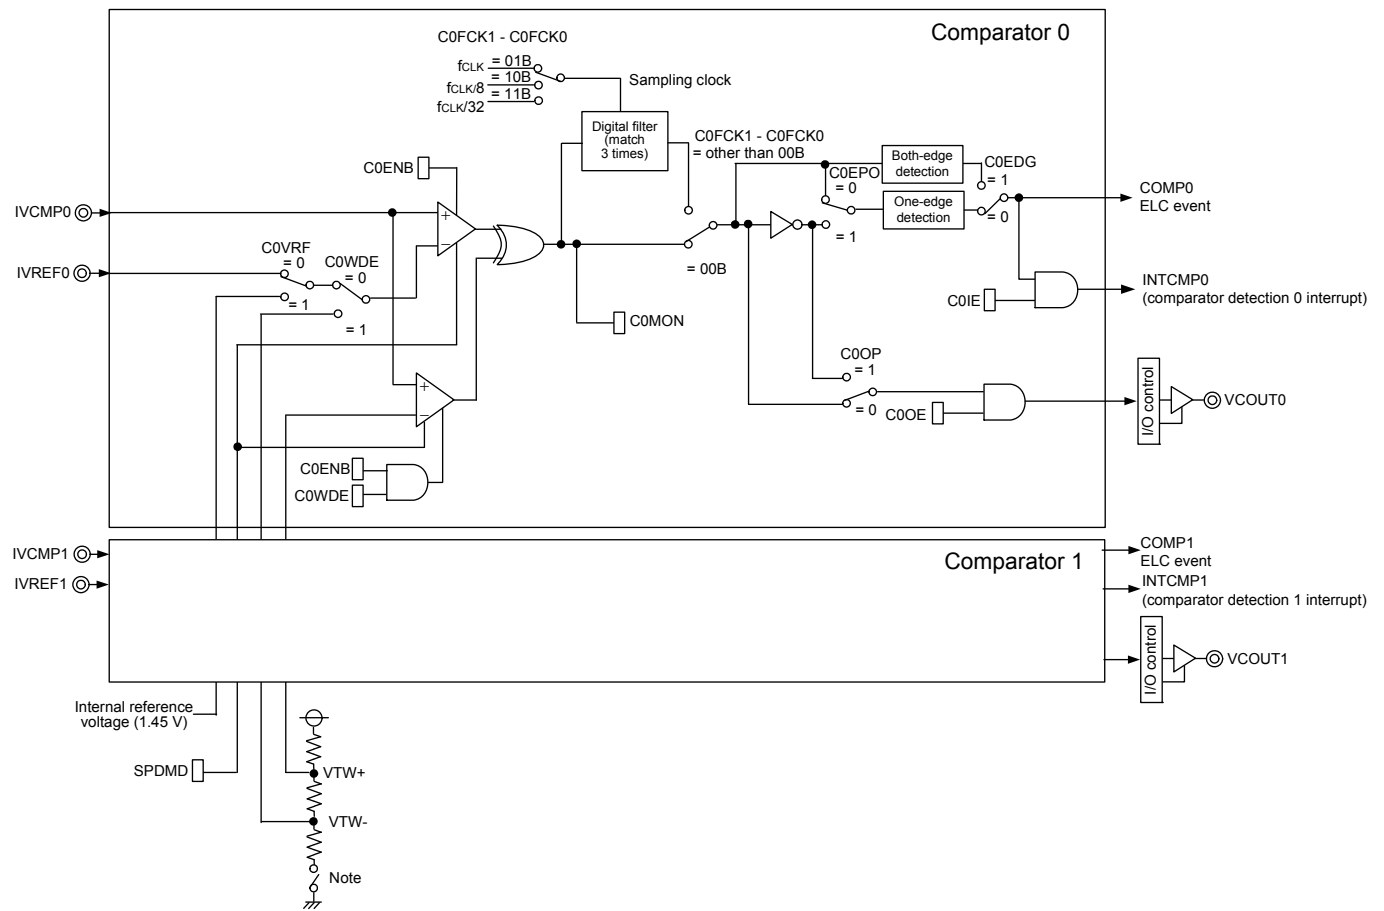 Comparator 0
C0FCK1 - C0FCK0
fCLK = 01B
fCLK/8 = 10B
fCLK/32 = 11B
Sampling clock
Digital filter
(match
3 times)
C0FCK1 - C0FCK0
= other than 00B
Both-edge
detection
C0EDG
= 1
C0EPO
= 0
One-edge
detection
= 0
= 1
COMP0
ELC event
C0ENB
IVCMP0
+
−
C0VRF
= 0
C0WDE
= 0
IVREF0
= 1
= 1
= 00B
C0MON
C0IE
INTCMP0
(comparator detection 0 interrupt)
C0OP
= 1
= 0
C0OE
I/O control
VCOUT0
+
−
C0ENB
C0WDE
IVCMP1
IVREF1
Comparator 1
COMP1
ELC event
INTCMP1
(comparator detection 1 interrupt)
I/O control
VCOUT1
Internal reference
voltage (1.45 V)
SPDMD
VTW+
VTW-
Note